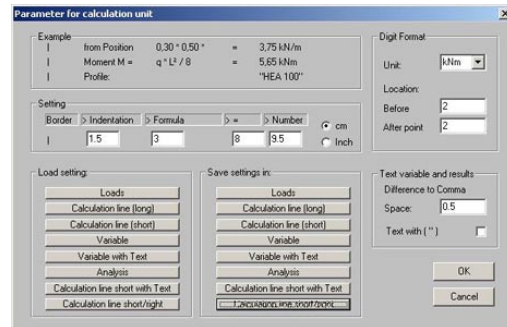 Parameter for calculation unit
Example
| from Position 0,30 * 0,50 * = 3,75 kN/m
| Moment M = q * L² / 8 = 5,65 kN/m
| Profile: "HEA 100"
Setting
Border > Indentation > Formula > = > Number
| 1.5 3 8 9.5
cm
Inch
Load setting:
Loads
Calculation line (long)
Calculation line (short)
Variable
Variable with Text
Analysis
Calculation line short with Text
Calculation line short/right
Save settings in:
Loads
Calculation line (long)
Calculation line (short)
Variable
Variable with Text
Analysis
Calculation line short with Text
Calculation line short/right
Digit Format
Unit: kNm
Location:
Before 2
After point 2
Text variable and results
Difference to Comma
Space: 0.5
Text with ( " )
OK
Cancel